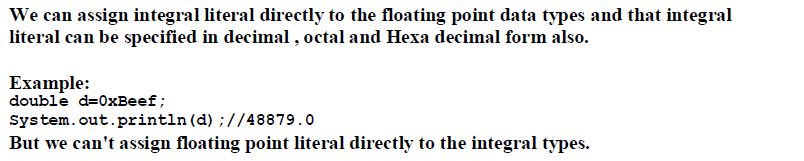 We can assign integral literal directly to the floating point data types and that integral
literal can be specified in decimal , octal and Hexa decimal form also.
Example:
double d=0xBeef;
System.out.println(d);//48879.0
But we can't assign floating point literal directly to the integral types.